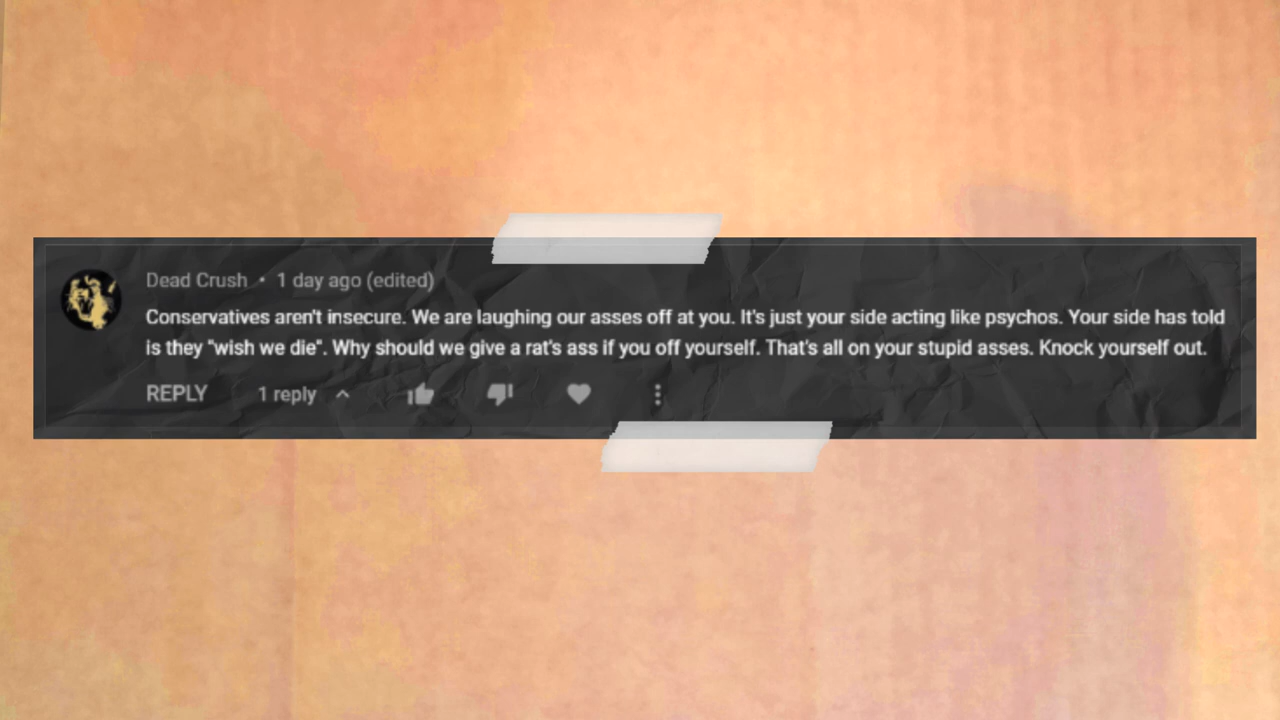 Dead Crush • 1 day ago (edited)
Conservatives aren't insecure. We are laughing our asses off at you. It's just your side acting like psychos. Your side has told
is they "wish we die". Why should we give a rat's ass if you off yourself. That's all on your stupid asses. Knock yourself out.
REPLY 1 reply